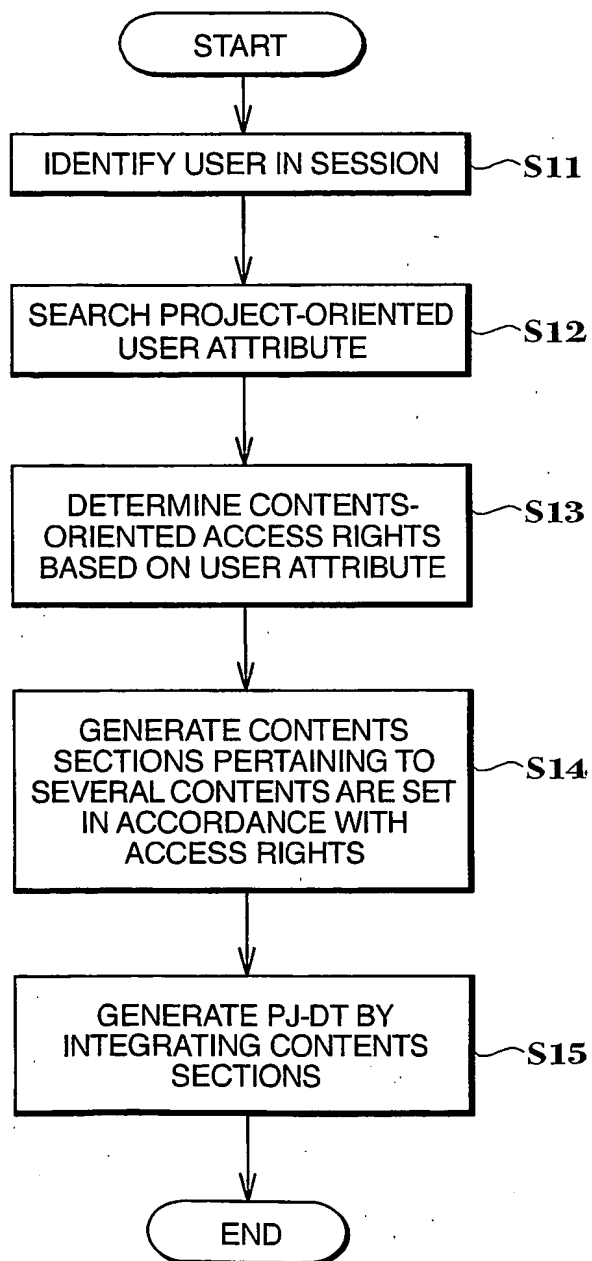 START
IDENTIFY USER IN SESSION
S11
SEARCH PROJECT-ORIENTED
USER ATTRIBUTE
S12
DETERMINE CONTENTS-
ORIENTED ACCESS RIGHTS
BASED ON USER ATTRIBUTE
S13
GENERATE CONTENTS
SECTIONS PERTAINING TO
SEVERAL CONTENTS ARE SET
IN ACCORDANCE WITH
ACCESS RIGHTS
S14
GENERATE PJ-DT BY
INTEGRATING CONTENTS
SECTIONS
S15
END